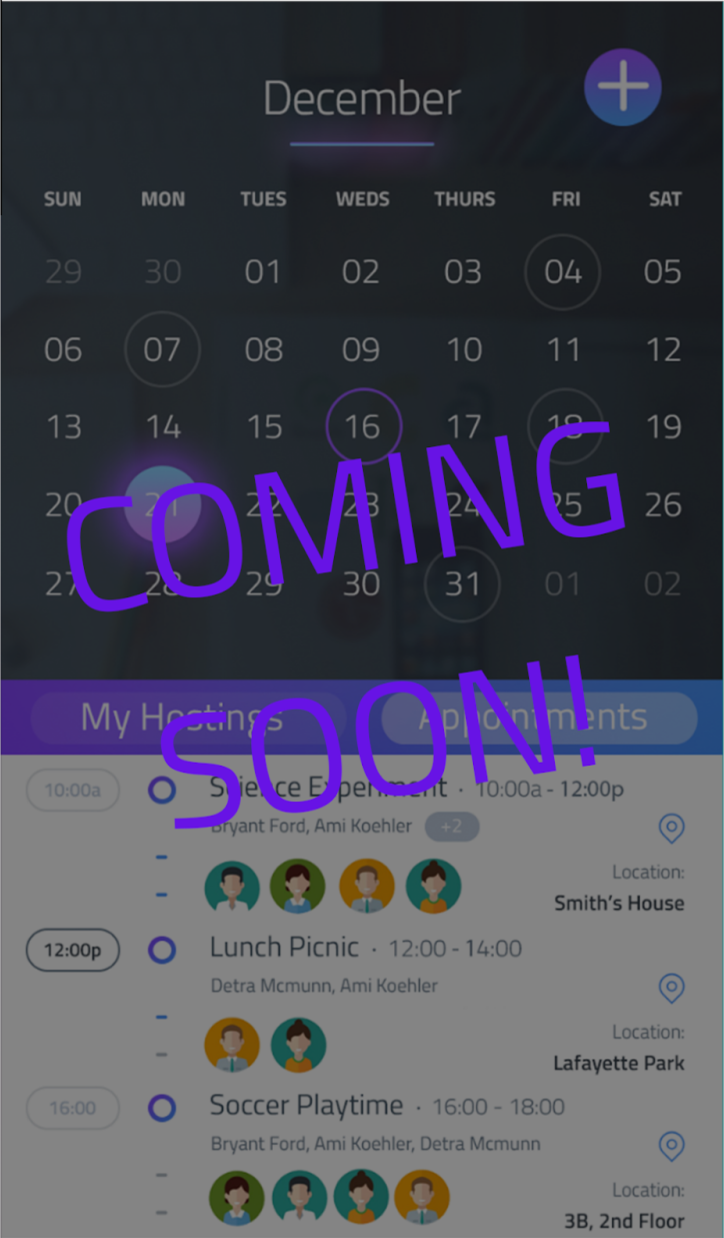 December
SUN MON TUES WEDS THURS FRI SAT
29 30 01 02 03 04 05
06 07 08 09 10 11 12
13 14 15 16 17 18 19
20 21 22 23 24 25 26
27 28 29 30 31 01 02
COMING
SOON!
My Hostings Appointments
10:00a Science Experiment · 10:00a - 12:00p
Bryant Ford, Ami Koehler +2
Location:
Smith's House
12:00p Lunch Picnic · 12:00 - 14:00
Detra Mcmunn, Ami Koehler
Location:
Lafayette Park
16:00 Soccer Playtime · 16:00 - 18:00
Bryant Ford, Ami Koehler, Detra Mcmunn
Location:
3B, 2nd Floor